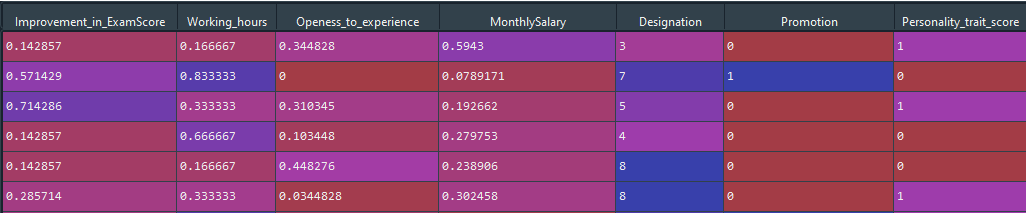 Improvement_in_ExamScore Working_hours Openess_to_experience MonthlySalary Designation Promotion Personality_trait_score
0.142857 0.166667 0.344828 0.5943 3 0 1
0.571429 0.833333 0 0.0789171 7 1 0
0.714286 0.333333 0.310345 0.192662 5 0 1
0.142857 0.666667 0.103448 0.279753 4 0 0
0.142857 0.166667 0.448276 0.238906 8 0 0
0.285714 0.333333 0.0344828 0.302458 8 0 1